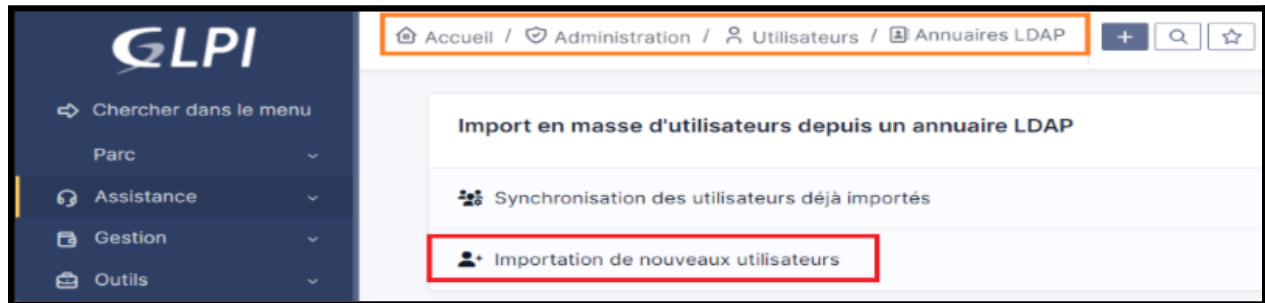 GLPI
Accueil / Administration / Utilisateurs / Annuaires LDAP
Chercher dans le menu
Parc
Assistance
Gestion
Outils
Import en masse d'utilisateurs depuis un annuaire LDAP
Synchronisation des utilisateurs déjà importés
Importation de nouveaux utilisateurs